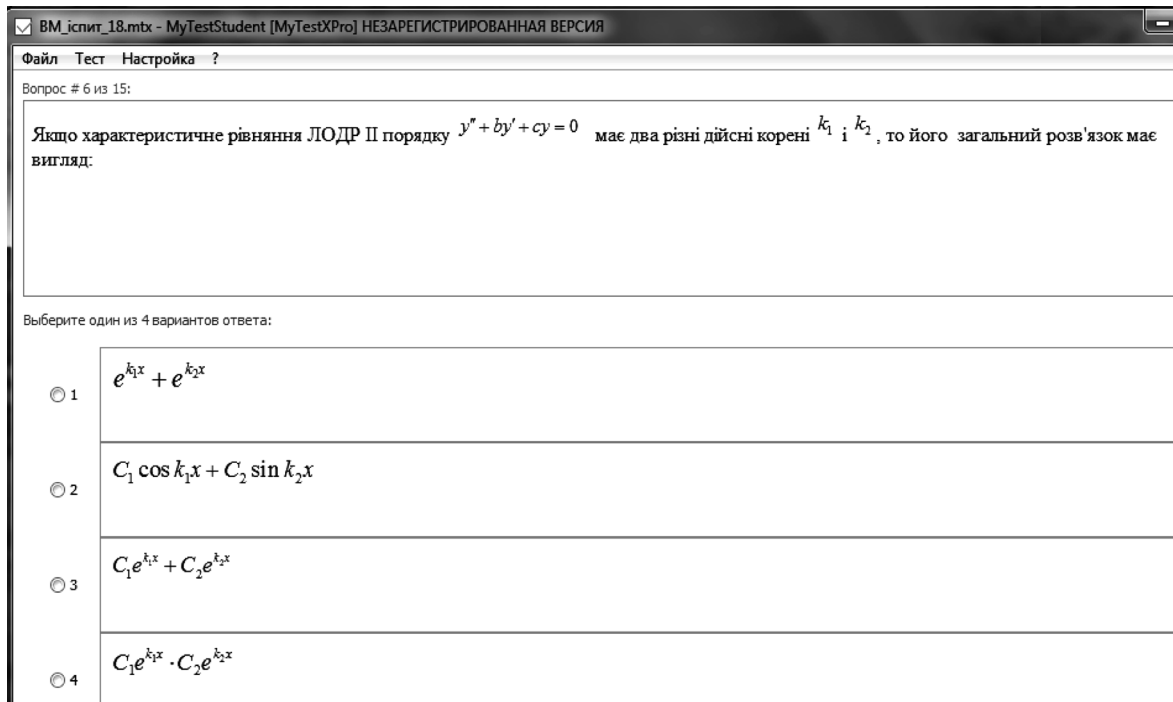 BM_іспит_18.mtx - MyTestStudent [MyTestXPro] НЕЗАРЕГИСТРИРОВАННАЯ ВЕРСИЯ
Файл Тест Настройка ?
Вопрос # 6 из 15:
Якщо характеристичне рівняння ЛОДР II порядку y″ + by′ + cy = 0 має два різні дійсні корені k₁ і k₂ , то його загальний розв'язок має
вигляд:
Выберите один из 4 вариантов ответа:
1 e^{k₁x} + e^{k₂x}
2 C₁ cos k₁x + C₂ sin k₂x
3 C₁e^{k₁x} + C₂e^{k₂x}
4 C₁e^{k₁x} · C₂e^{k₂x}